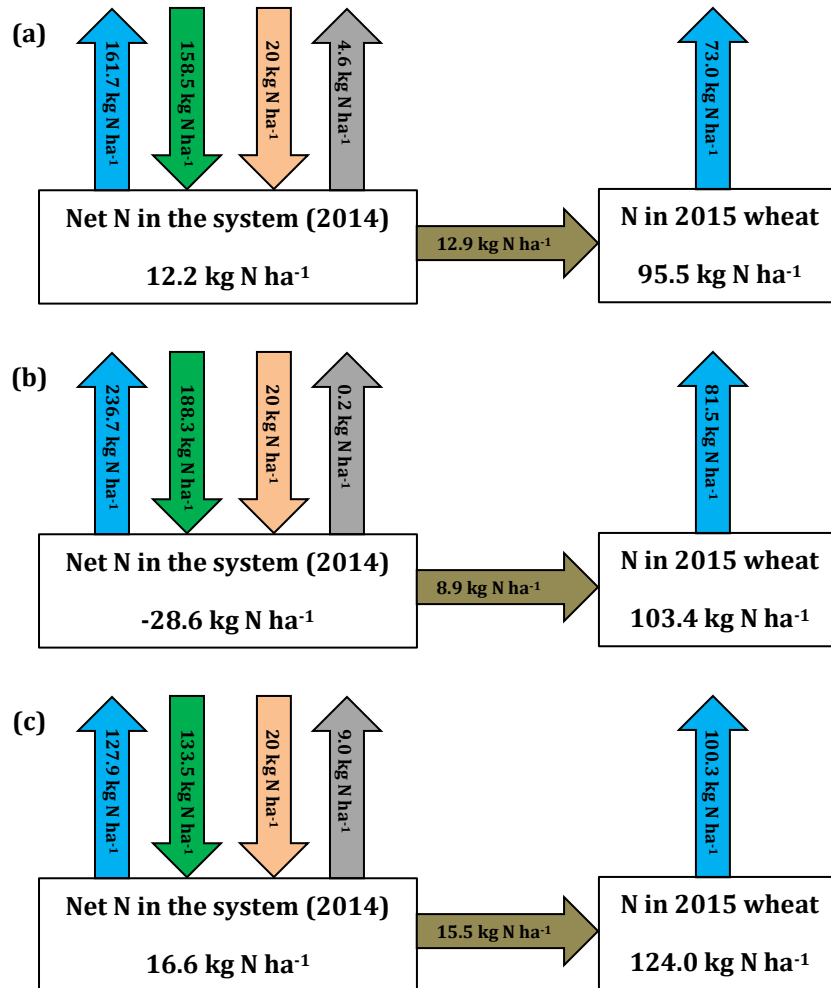 (a)
161.7 kg N ha⁻¹
158.5 kg N ha⁻¹
20 kg N ha⁻¹
4.6 kg N ha⁻¹
73.0 kg N ha⁻¹
Net N in the system (2014)
12.2 kg N ha⁻¹
12.9 kg N ha⁻¹
N in 2015 wheat
95.5 kg N ha⁻¹
(b)
236.7 kg N ha⁻¹
188.3 kg N ha⁻¹
20 kg N ha⁻¹
0.2 kg N ha⁻¹
81.5 kg N ha⁻¹
Net N in the system (2014)
-28.6 kg N ha⁻¹
8.9 kg N ha⁻¹
N in 2015 wheat
103.4 kg N ha⁻¹
(c)
127.9 kg N ha⁻¹
133.5 kg N ha⁻¹
20 kg N ha⁻¹
9.0 kg N ha⁻¹
100.3 kg N ha⁻¹
Net N in the system (2014)
16.6 kg N ha⁻¹
15.5 kg N ha⁻¹
N in 2015 wheat
124.0 kg N ha⁻¹